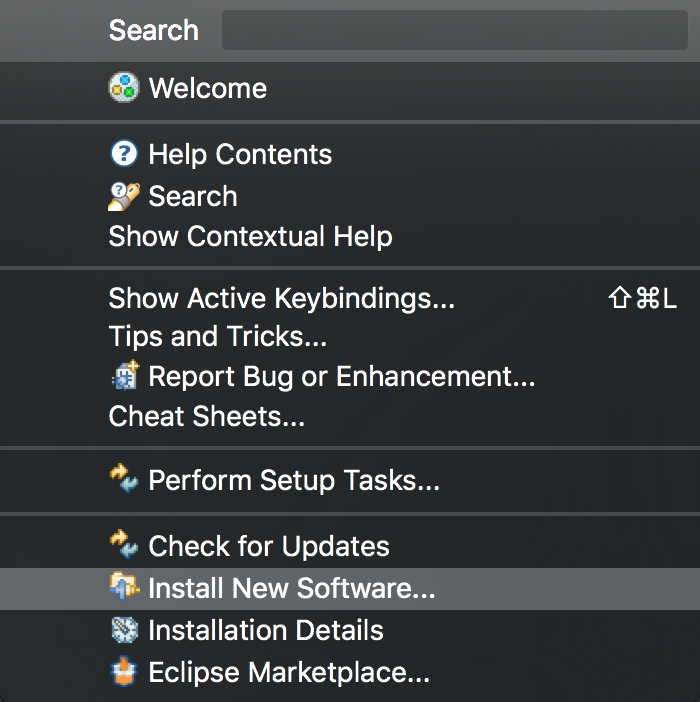 Search
Welcome
Help Contents
Search
Show Contextual Help
Show Active Keybindings... ⇧⌘L
Tips and Tricks...
Report Bug or Enhancement...
Cheat Sheets...
Perform Setup Tasks...
Check for Updates
Install New Software...
Installation Details
Eclipse Marketplace...